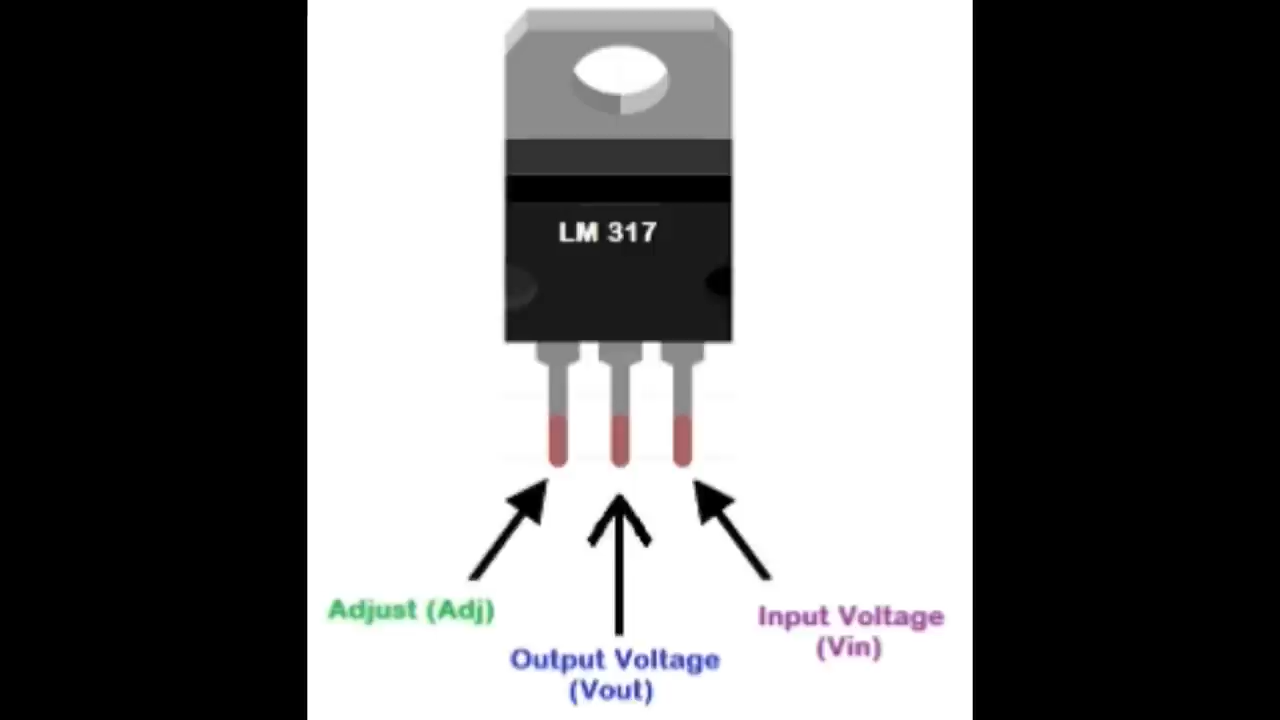 LM 317
Adjust (Adj)
Output Voltage
(Vout)
Input Voltage
(Vin)